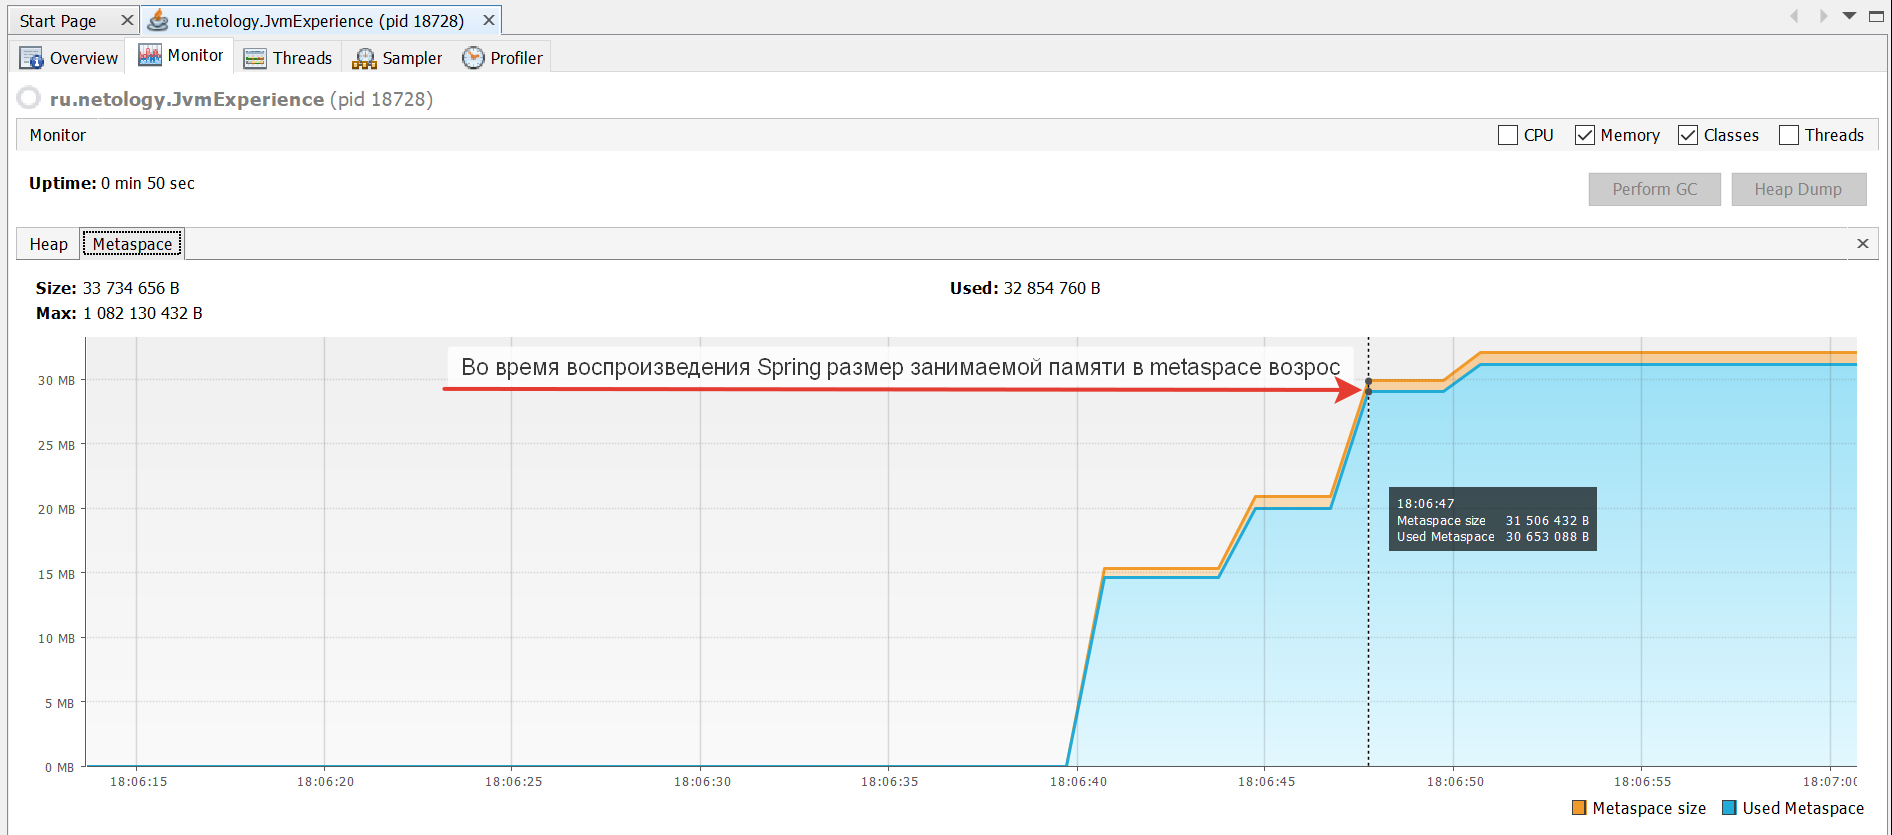 Start Page
ru.netology.JvmExperience (pid 18728)
Overview Monitor Threads Sampler Profiler
ru.netology.JvmExperience (pid 18728)
Monitor CPU Memory Classes Threads
Uptime: 0 min 50 sec
Perform GC Heap Dump
Heap Metaspace
Size: 33 734 656 B Used: 32 854 760 B
Max: 1 082 130 432 B
Во время воспроизведения Spring размер занимаемой памяти в metaspace возрос
30 MB
25 MB
20 MB
15 MB
10 MB
5 MB
0 MB
18:06:47
Metaspace size 31 506 432 B
Used Metaspace 30 653 088 B
18:06:15 18:06:20 18:06:25 18:06:30 18:06:35 18:06:40 18:06:45 18:06:50 18:06:55 18:07:00
Metaspace size Used Metaspace